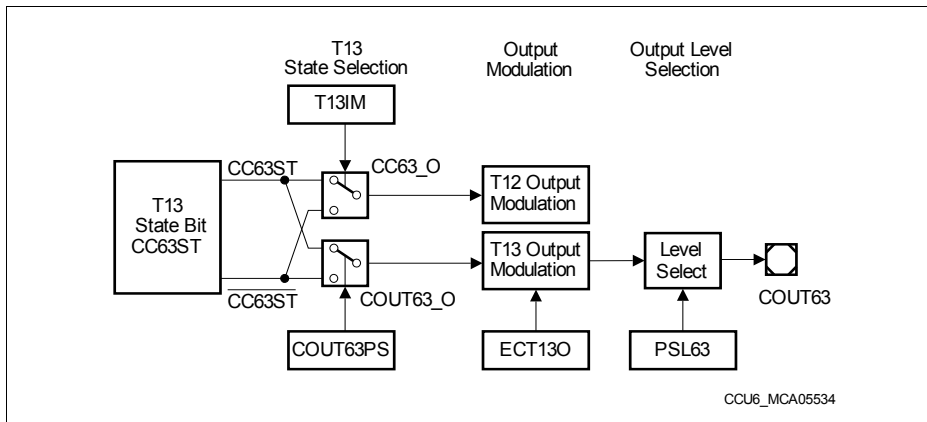 T13
State Selection
Output
Modulation
Output Level
Selection
T13IM
CC63ST
CC63_O
T13
State Bit
CC63ST
T12 Output
Modulation
T13 Output
Modulation
Level
Select
CC63ST
COUT63_O
COUT63
COUT63PS
ECT13O
PSL63
CCU6_MCA05534